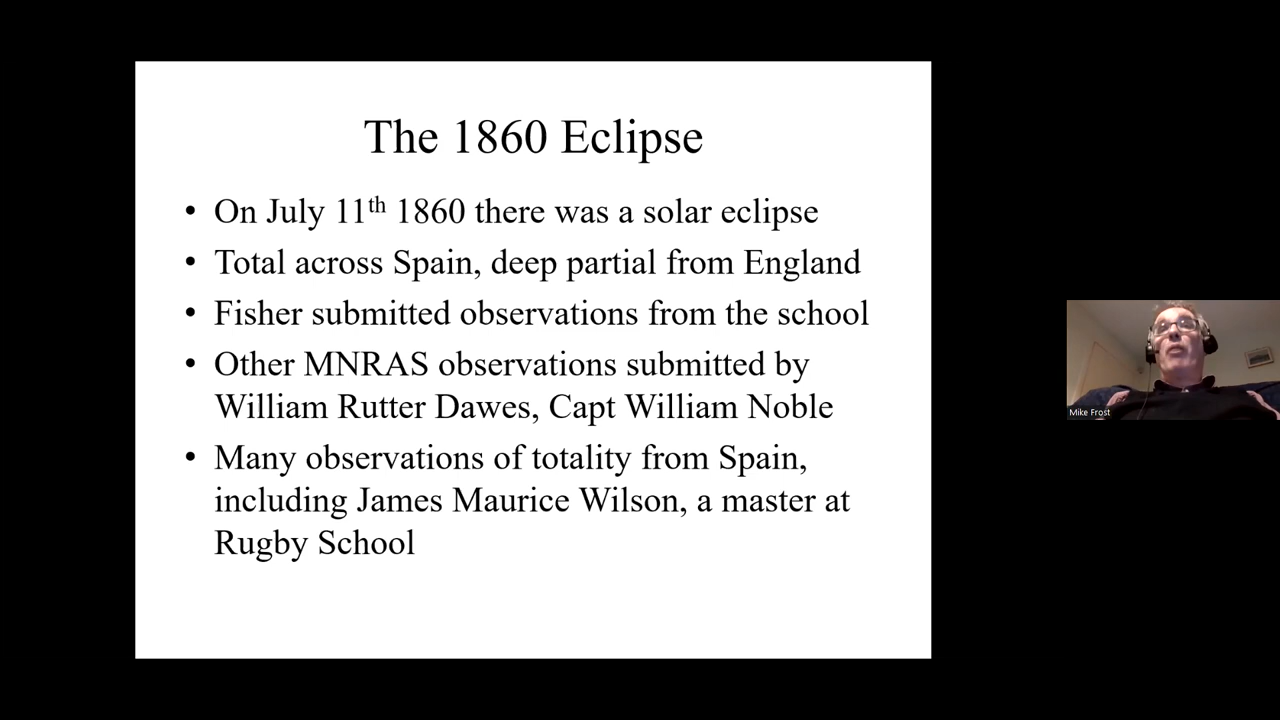 The 1860 Eclipse
• On July 11th 1860 there was a solar eclipse
• Total across Spain, deep partial from England
• Fisher submitted observations from the school
• Other MNRAS observations submitted by
William Rutter Dawes, Capt William Noble
• Many observations of totality from Spain,
including James Maurice Wilson, a master at
Rugby School
Mike Frost